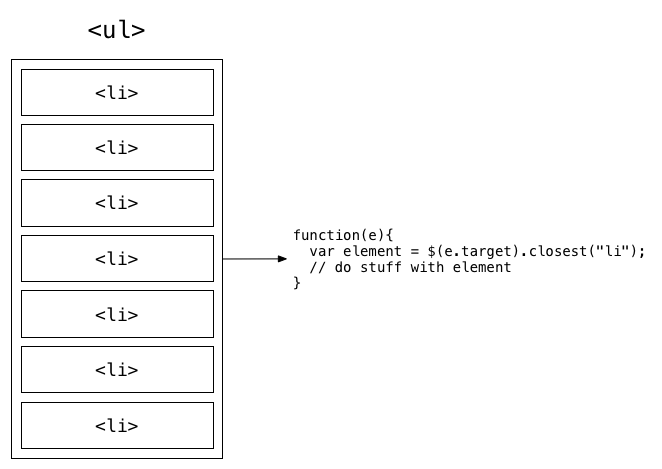 <ul>
<li>
<li>
<li>
<li>
<li>
<li>
<li>
function(e){
  var element = $(e.target).closest("li");
  // do stuff with element
}